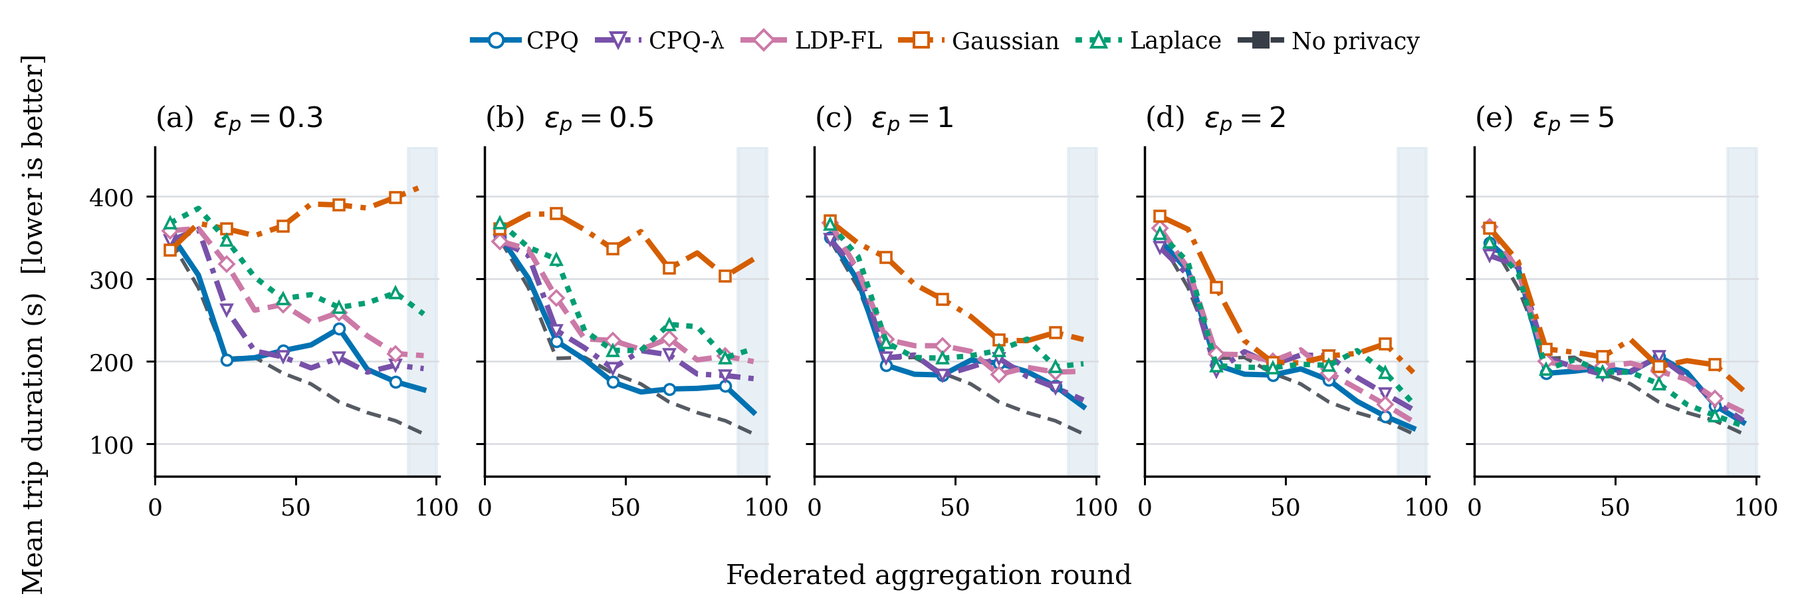 CPQ CPQ-λ LDP-FL Gaussian Laplace No privacy
Mean trip duration (s) [lower is better]
(a) εₚ = 0.3
(b) εₚ = 0.5
(c) εₚ = 1
(d) εₚ = 2
(e) εₚ = 5
400
300
200
100
0 50 100
0 50 100
0 50 100
0 50 100
0 50 100
Federated aggregation round